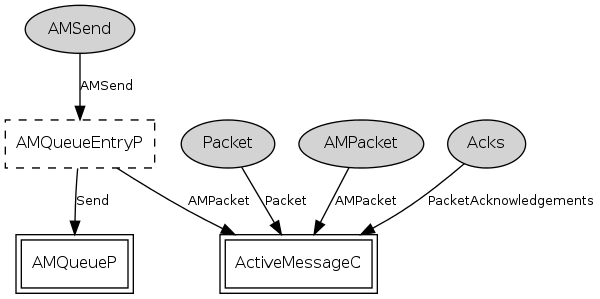 AMSend
AMSend
AMQueueEntryP
Packet
AMPacket
Acks
Send
AMPacket
Packet
AMPacket
PacketAcknowledgements
AMQueueP
ActiveMessageC